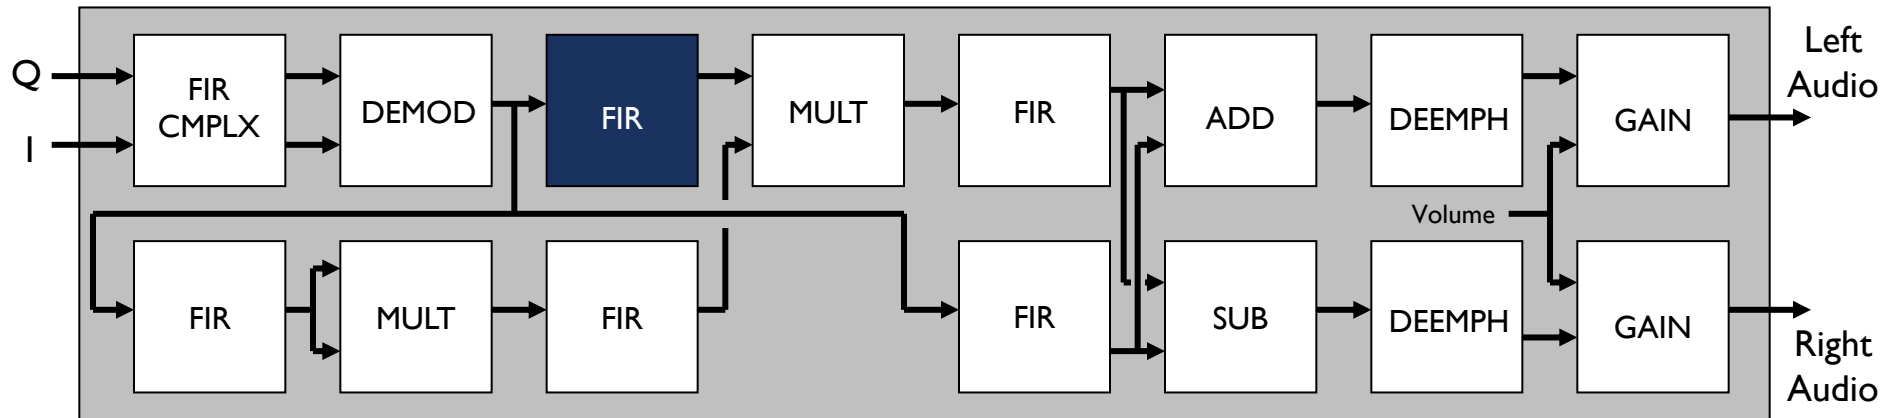 Q
I
FIR
CMPLX
DEMOD
FIR
MULT
FIR
ADD
DEEMPH
GAIN
Left
Audio
Volume
FIR
MULT
FIR
FIR
SUB
DEEMPH
GAIN
Right
Audio